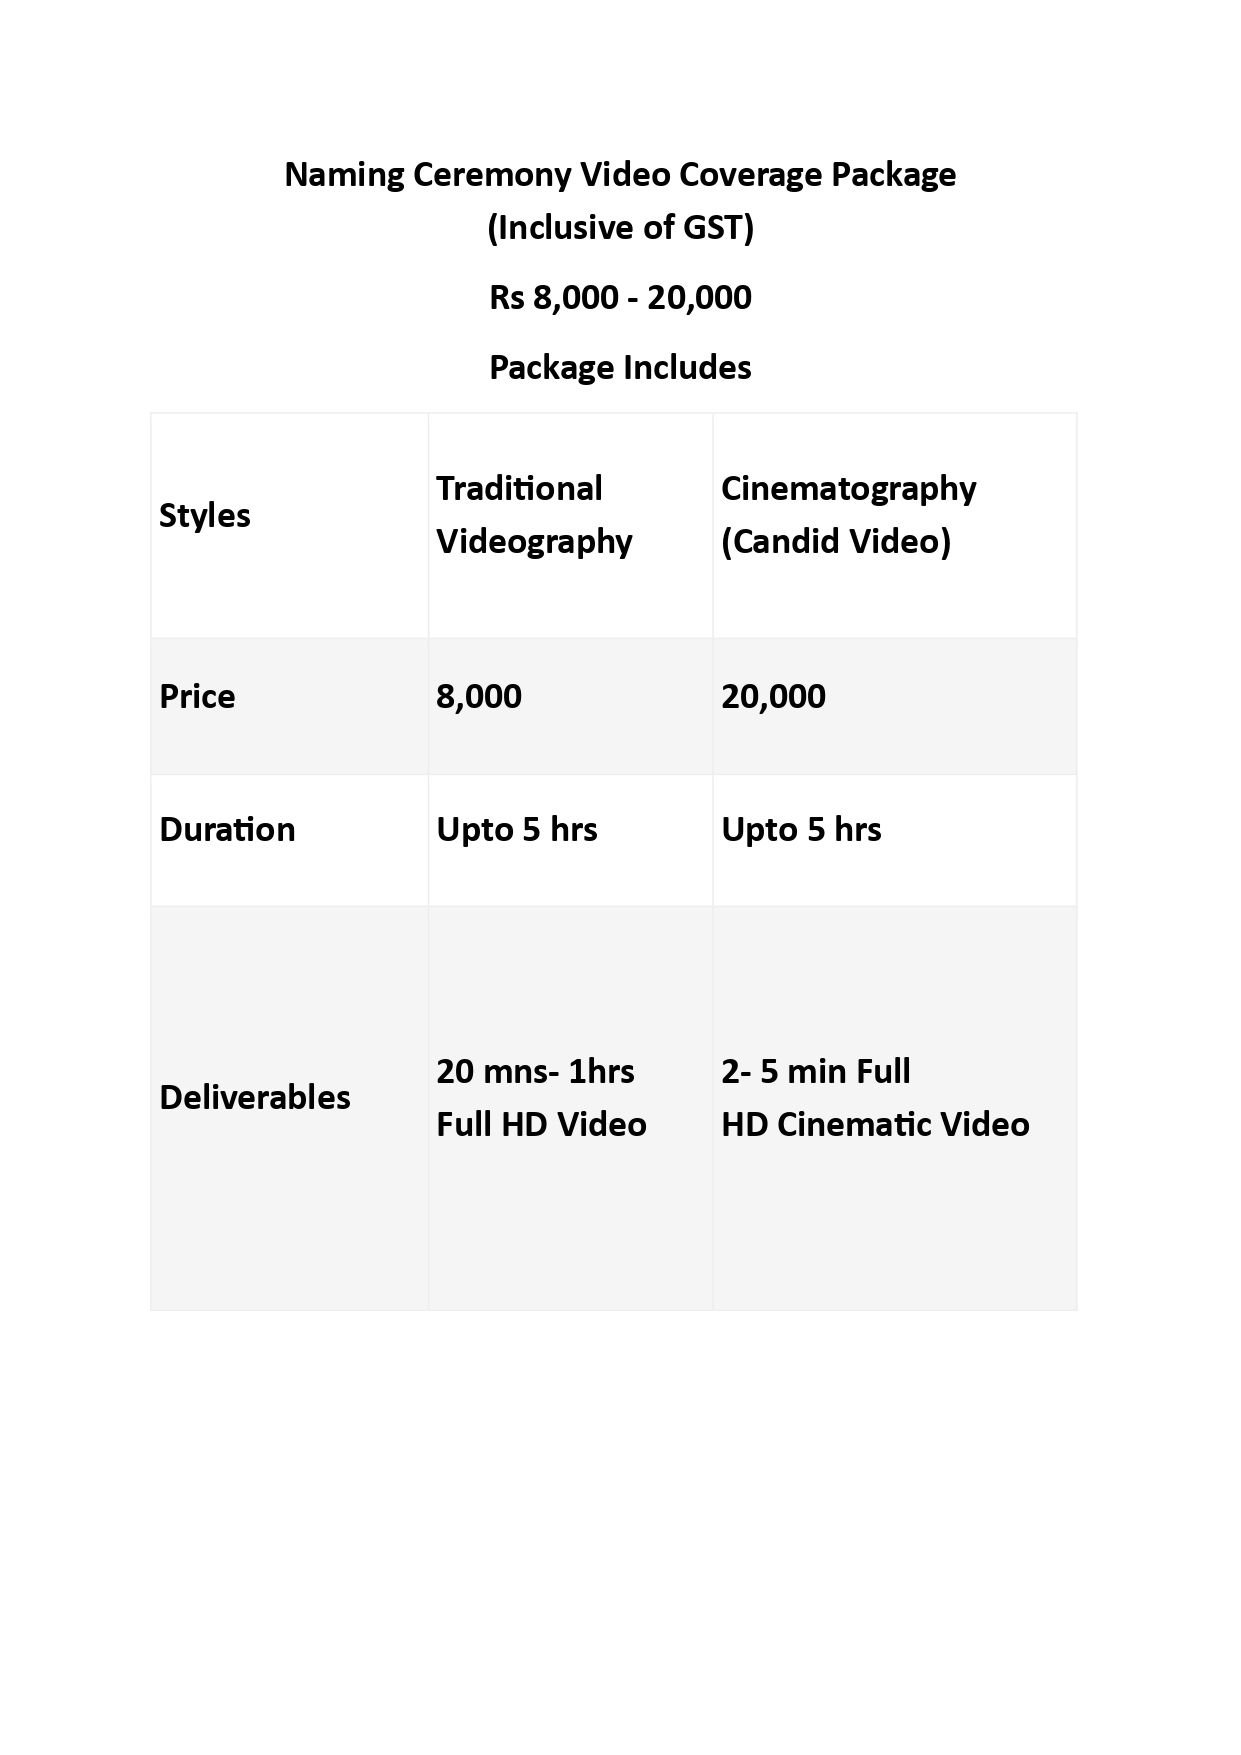 Naming Ceremony Video Coverage Package
(Inclusive of GST)
Rs 8,000 - 20,000
Package Includes
Styles
Traditional
Videography
Cinematography
(Candid Video)
Price
8,000
20,000
Duration
Upto 5 hrs
Upto 5 hrs
Deliverables
20 mns- 1hrs
Full HD Video
2- 5 min Full
HD Cinematic Video